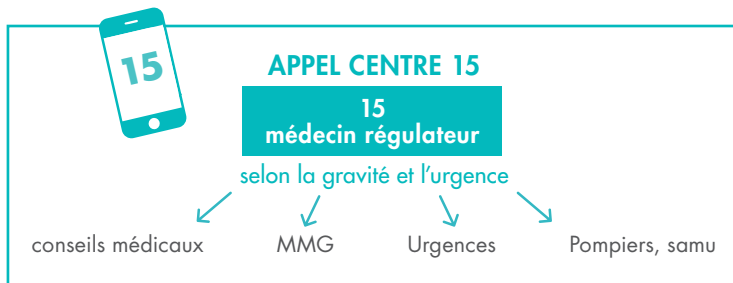 15
APPEL CENTRE 15
15
médecin régulateur
selon la gravité et l'urgence
conseils médicaux MMG Urgences Pompiers, samu